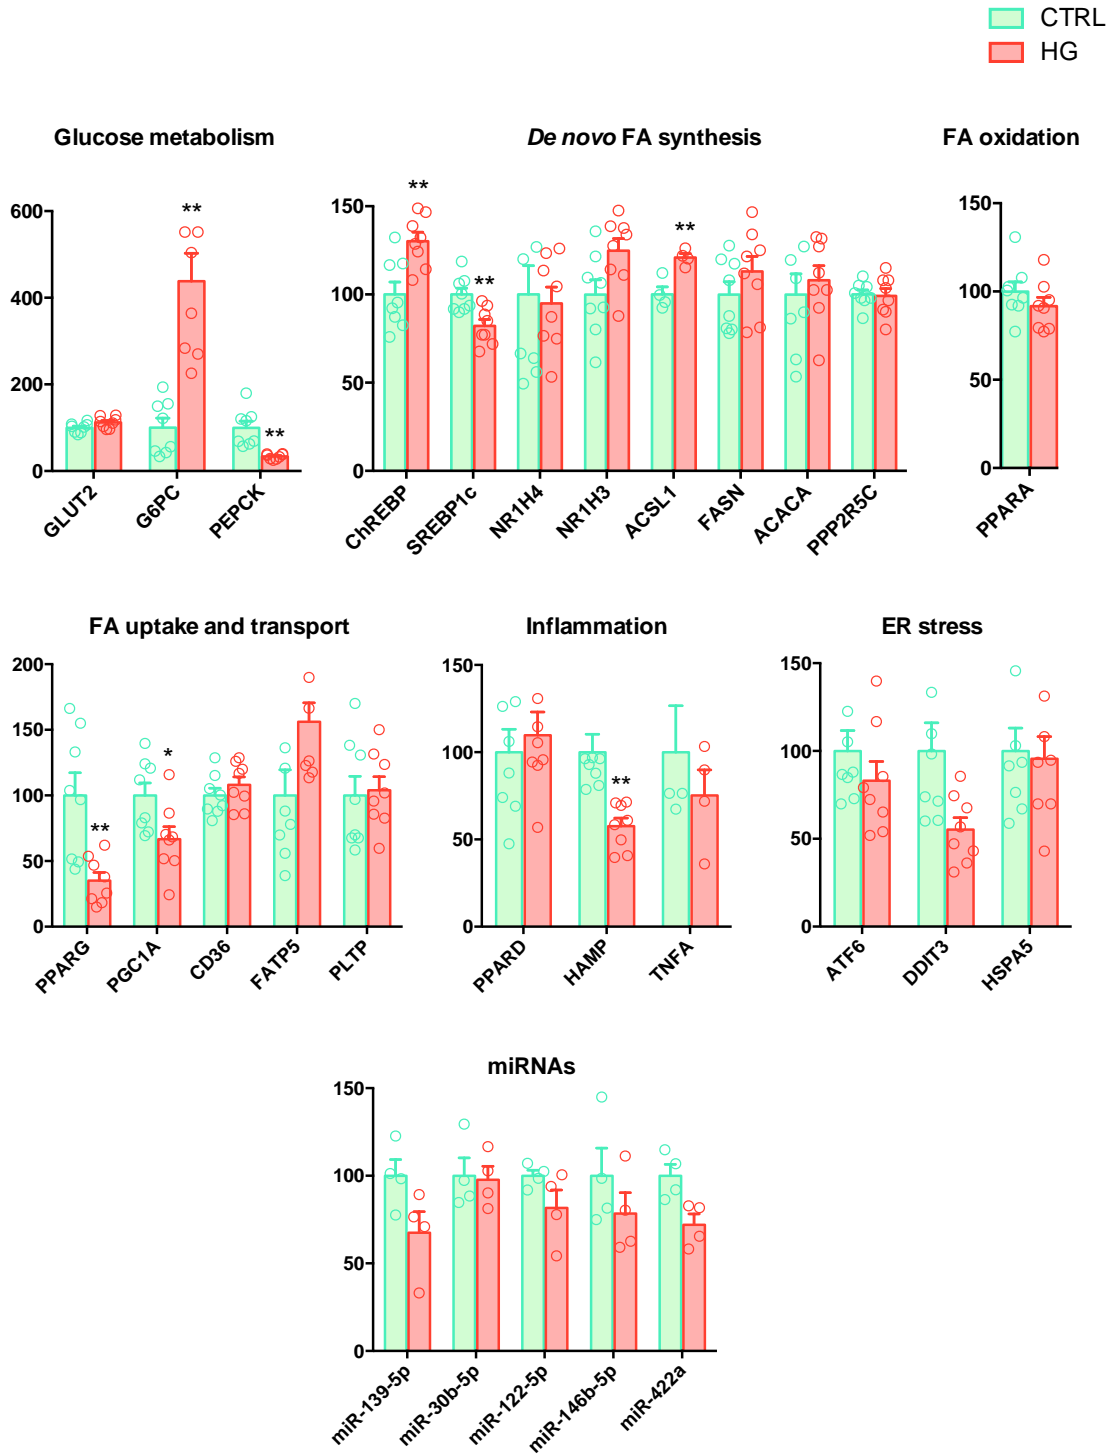 CTRL
HG
Glucose metabolism
De novo FA synthesis
FA oxidation
600
400
200
0
**
**
GLUT2
G6PC
PEPCK
150
100
50
0
**
**
**
ChREBP
SREBP1c
NR1H4
NR1H3
ACSL1
FASN
ACACA
PPP2R5C
150
100
50
0
PPARA
FA uptake and transport
Inflammation
ER stress
200
150
100
50
0
**
*
PPARG
PGC1A
CD36
FATP5
PLTP
150
100
50
0
**
PPARD
HAMP
TNFA
150
100
50
0
ATF6
DDIT3
HSPA5
miRNAs
150
100
50
0
miR-139-5p
miR-30b-5p
miR-122-5p
miR-146b-5p
miR-422a